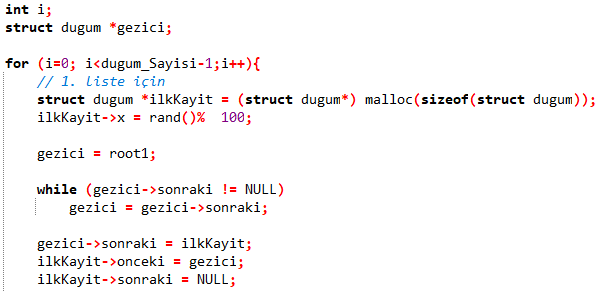 int i;
struct dugum *gezici;
for (i=0; i<dugum_Sayisi-1;i++){
// 1. liste için
struct dugum *ilkKayit = (struct dugum*) malloc(sizeof(struct dugum));
ilkKayit->x = rand()%  100;
gezici = root1;
while (gezici->sonraki != NULL)
gezici = gezici->sonraki;
gezici->sonraki = ilkKayit;
ilkKayit->onceki = gezici;
ilkKayit->sonraki = NULL;